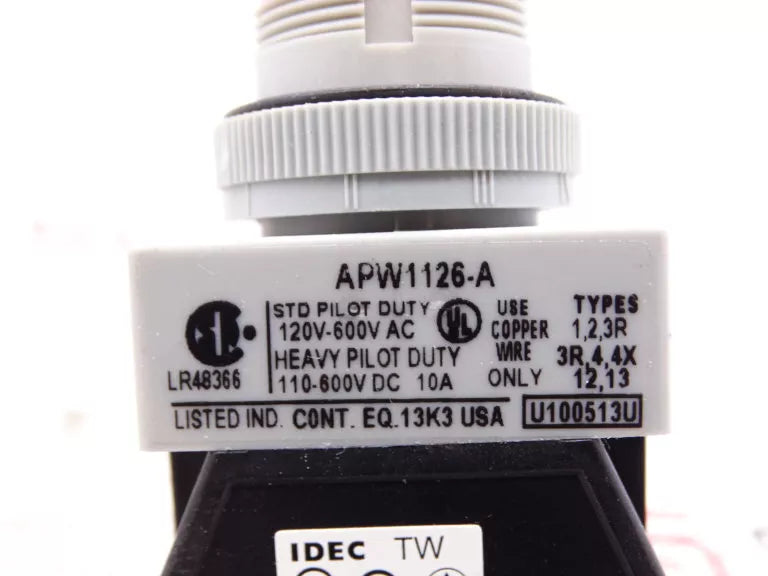 APW1126-A
STD PILOT DUTY
120V-600V AC
HEAVY PILOT DUTY
110-600V DC 10A
LR48366
UL
USE
COPPER
WIRE
ONLY
TYPES
1,2,3R
3R,4,4X
12,13
LISTED IND. CONT. EQ.13K3 USA
U100513U
IDEC TW